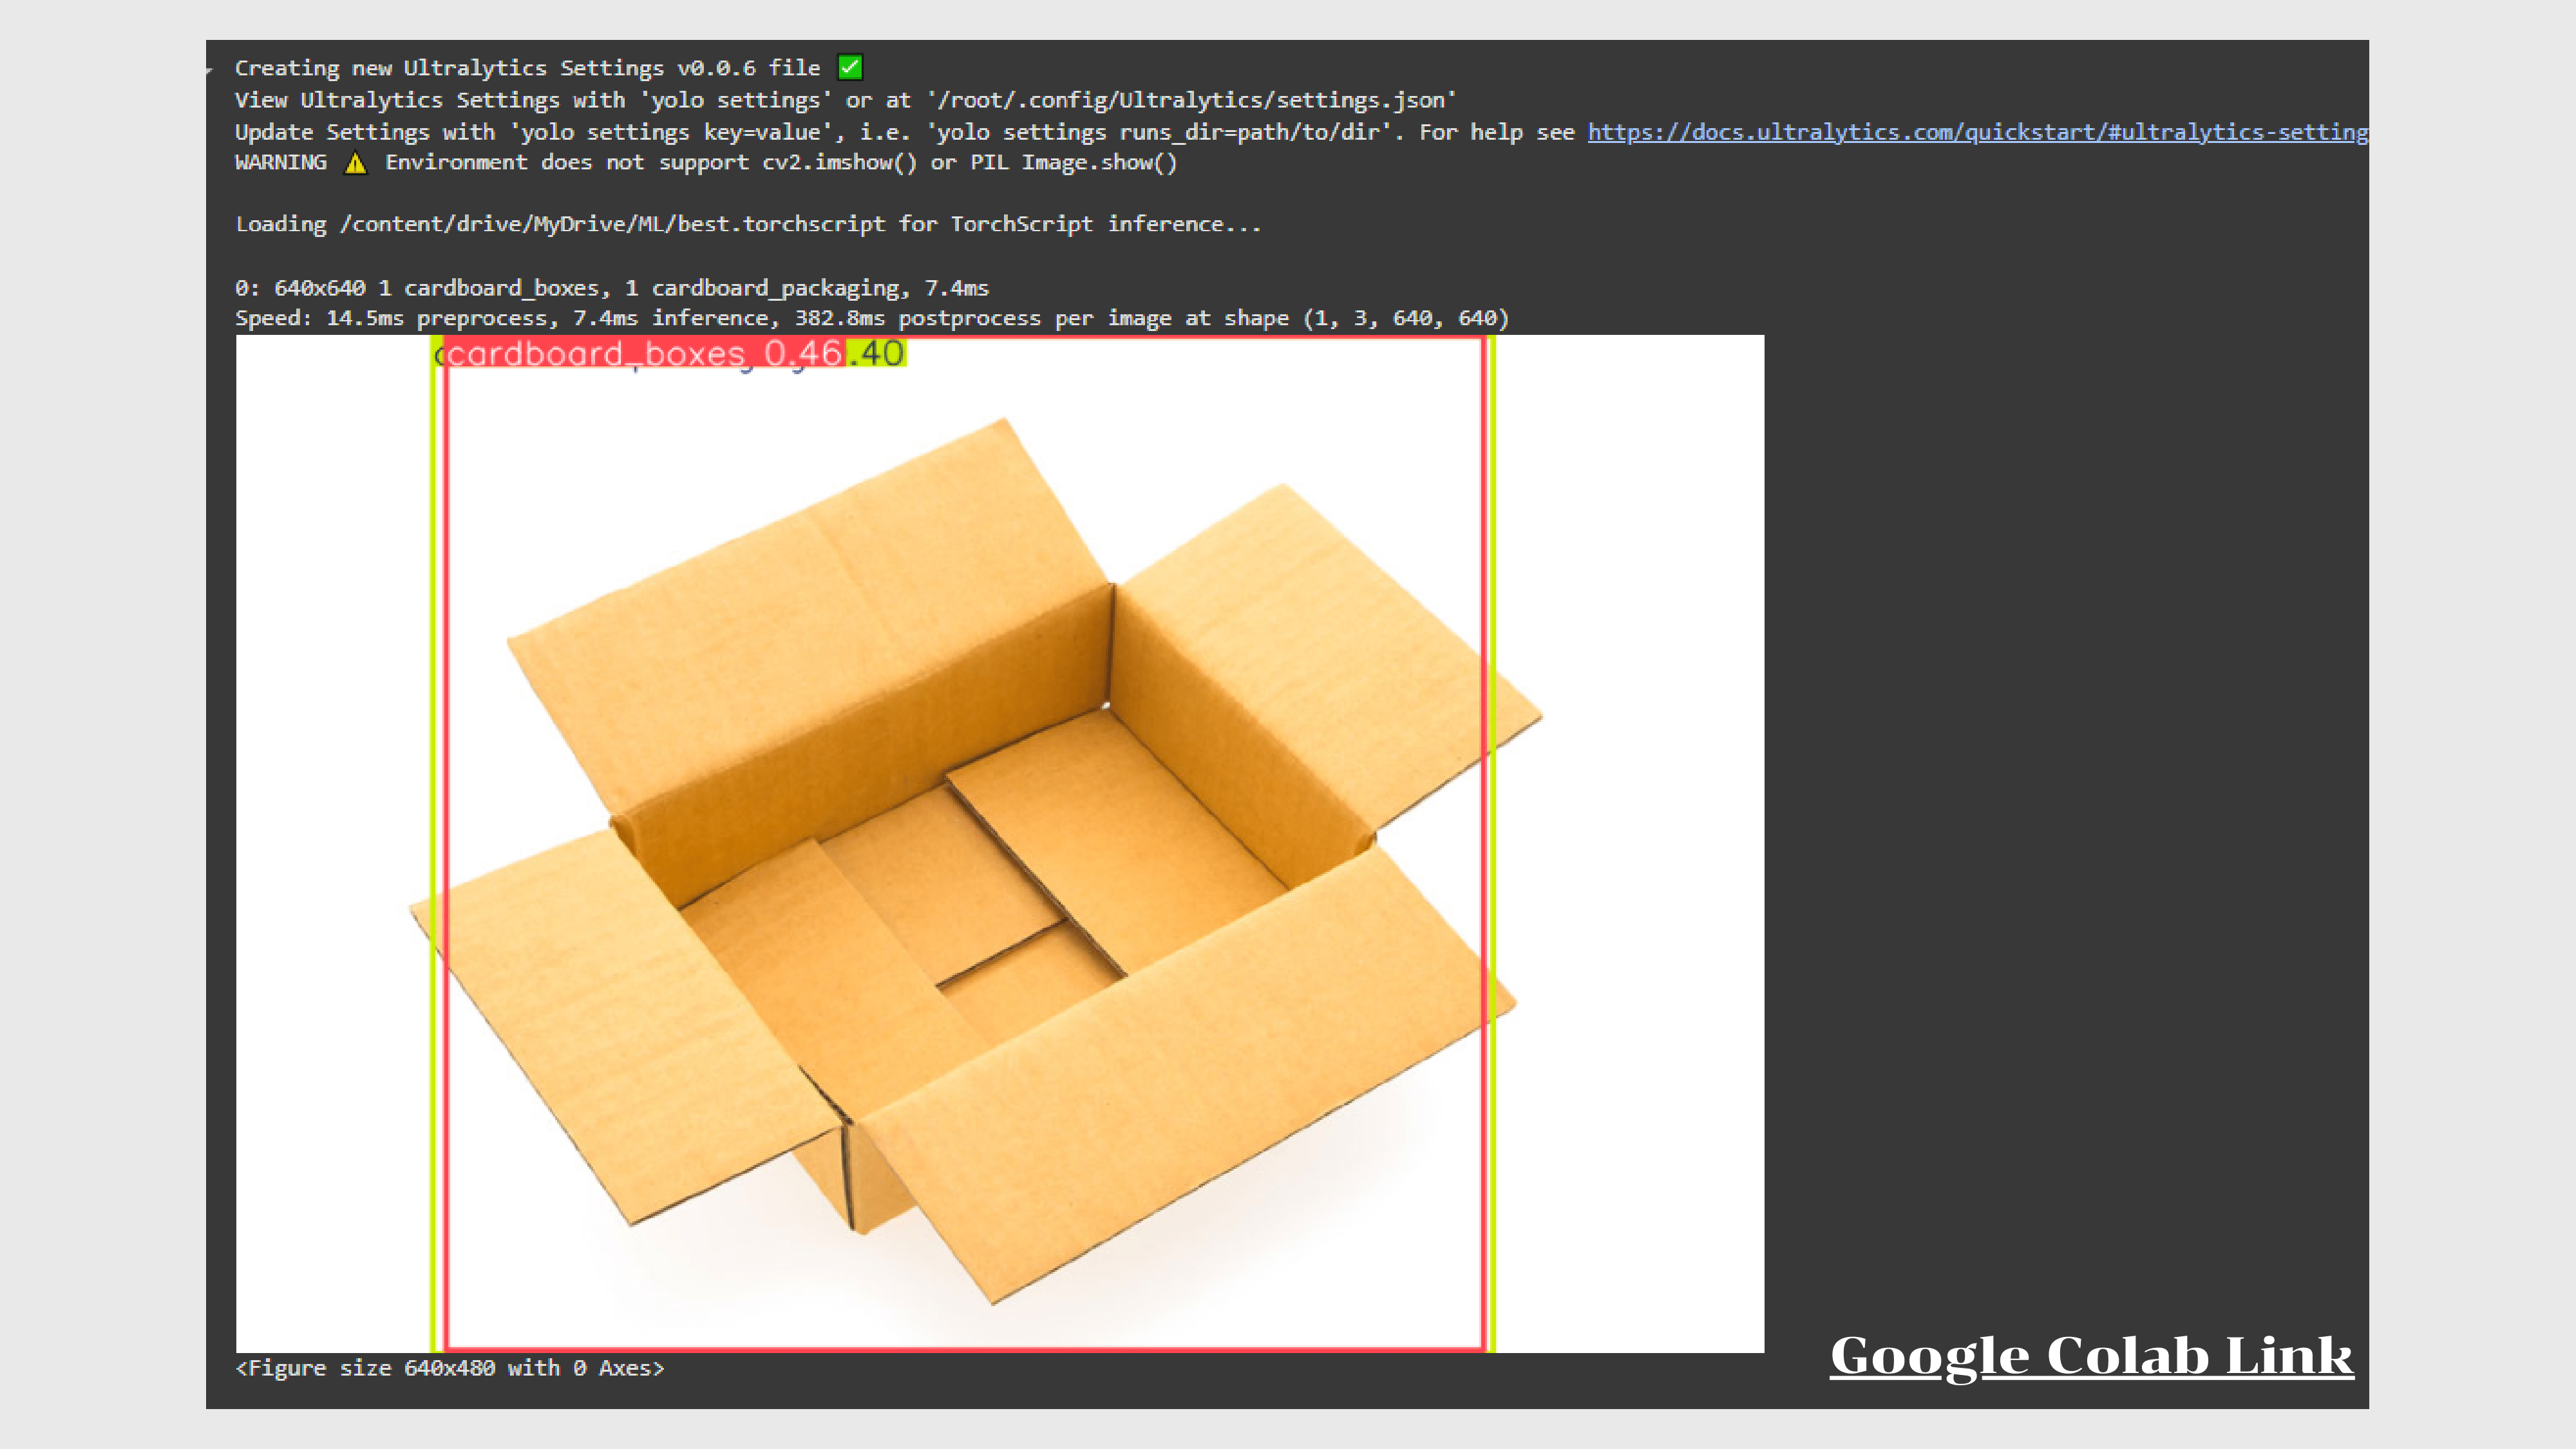 Creating new Ultralytics Settings v0.0.6 file ✅
View Ultralytics Settings with 'yolo settings' or at '/root/.config/Ultralytics/settings.json'
Update Settings with 'yolo settings key=value', i.e. 'yolo settings runs_dir=path/to/dir'. For help see https://docs.ultralytics.com/quickstart/#ultralytics-setting
WARNING ⚠️ Environment does not support cv2.imshow() or PIL Image.show()
Loading /content/drive/MyDrive/ML/best.torchscript for TorchScript inference...
0: 640x640 1 cardboard_boxes, 1 cardboard_packaging, 7.4ms
Speed: 14.5ms preprocess, 7.4ms inference, 382.8ms postprocess per image at shape (1, 3, 640, 640)
cardboard_boxes 0.46 .40
<Figure size 640x480 with 0 Axes>
Google Colab Link